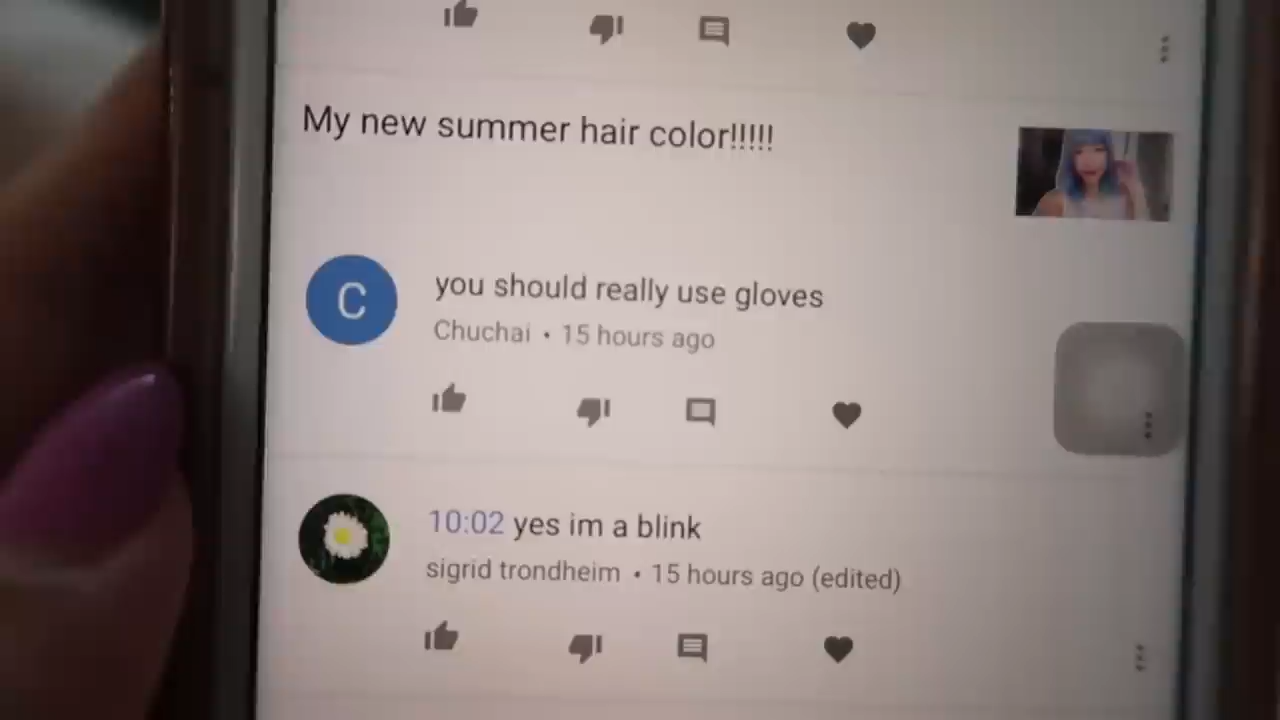 My new summer hair color!!!!!
C
you should really use gloves
Chuchai • 15 hours ago
10:02 yes im a blink
sigrid trondheim • 15 hours ago (edited)